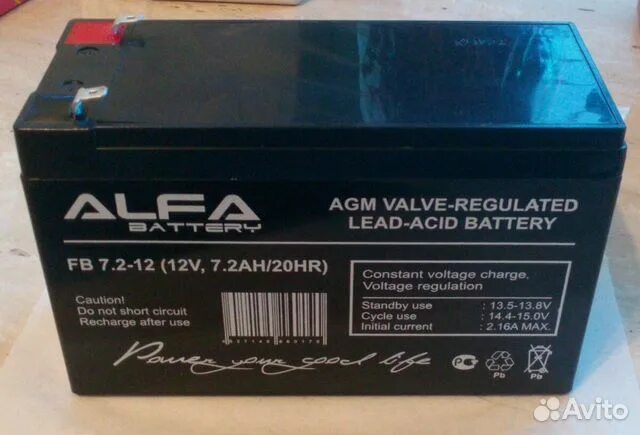 ALFA
BATTERY
AGM VALVE-REGULATED
LEAD-ACID BATTERY
FB 7.2-12 (12V, 7.2AH/20HR)
Caution!
Do not short circuit
Recharge after use
Constant voltage charge.
Voltage regulation
Standby use : 13.5-13.8V
Cycle use : 14.4-15.0V
Initial current : 2.16A MAX.
Power your good life
Pb
Pb
Avito